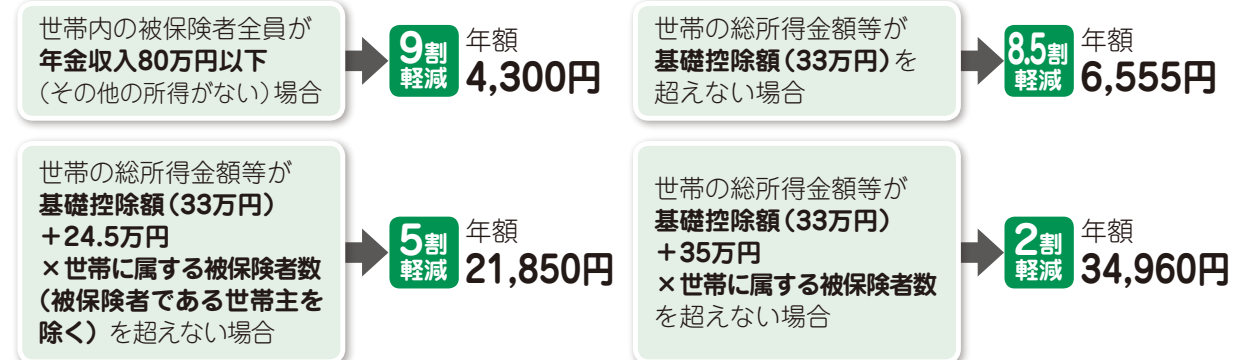 世帯内の被保険者全員が
年金収入80万円以下
（その他の所得がない）場合
9割
軽減
年額
4,300円
世帯の総所得金額等が
基礎控除額（33万円）を
超えない場合
8.5割
軽減
年額
6,555円
世帯の総所得金額等が
基礎控除額（33万円）
＋24.5万円
×世帯に属する被保険者数
（被保険者である世帯主を
除く）を超えない場合
5割
軽減
年額
21,850円
世帯の総所得金額等が
基礎控除額（33万円）
＋35万円
×世帯に属する被保険者数
を超えない場合
2割
軽減
年額
34,960円